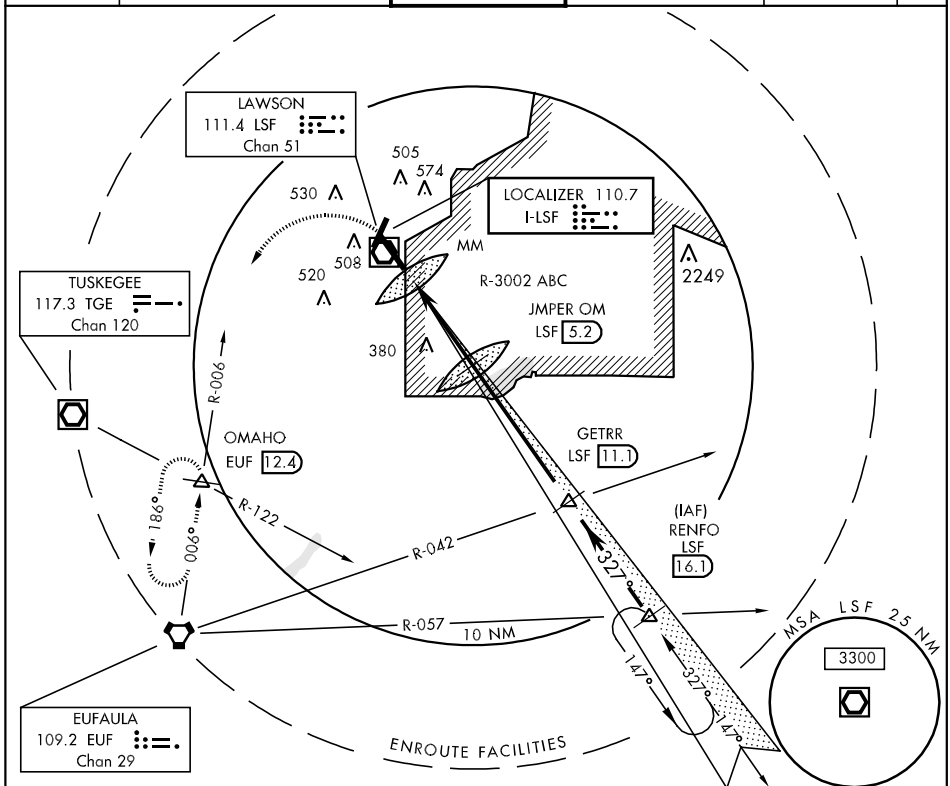 LAWSON
111.4 LSF
Chan 51
505
574
530
LOCALIZER 110.7
I-LSF
MM
508
520
R-3002 ABC
2249
TUSKEGEE
117.3 TGE
Chan 120
JMPER OM
LSF 5.2
380
R-006
OMAHO
EUF 12.4
GETRR
LSF 11.1
186°
006°
R-122
(IAF)
RENFO
LSF
16.1
R-042
327°
R-057
10 NM
MSA LSF 25 NM
3300
147°
327°
147°
EUFAULA
109.2 EUF
Chan 29
ENROUTE FACILITIES